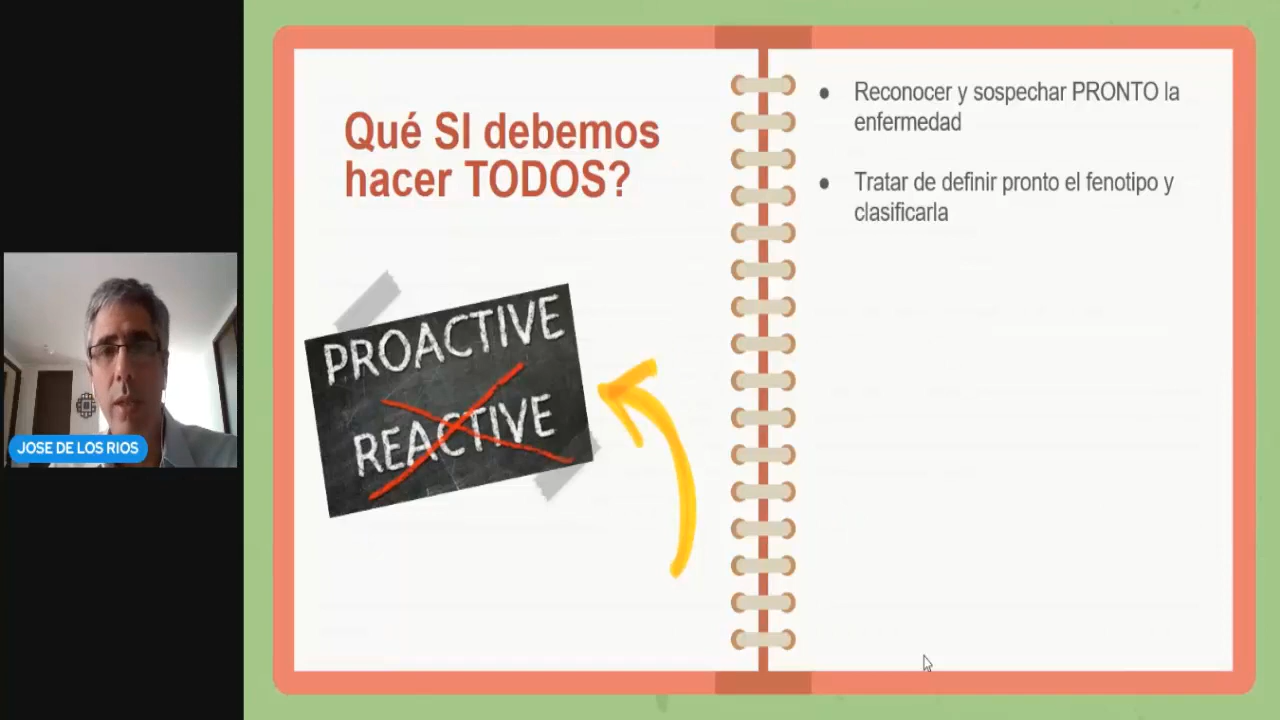 Qué SI debemos
hacer TODOS?
PROACTIVE
REACTIVE
JOSE DE LOS RIOS
● Reconocer y sospechar PRONTO la
enfermedad
● Tratar de definir pronto el fenotipo y
clasificarla